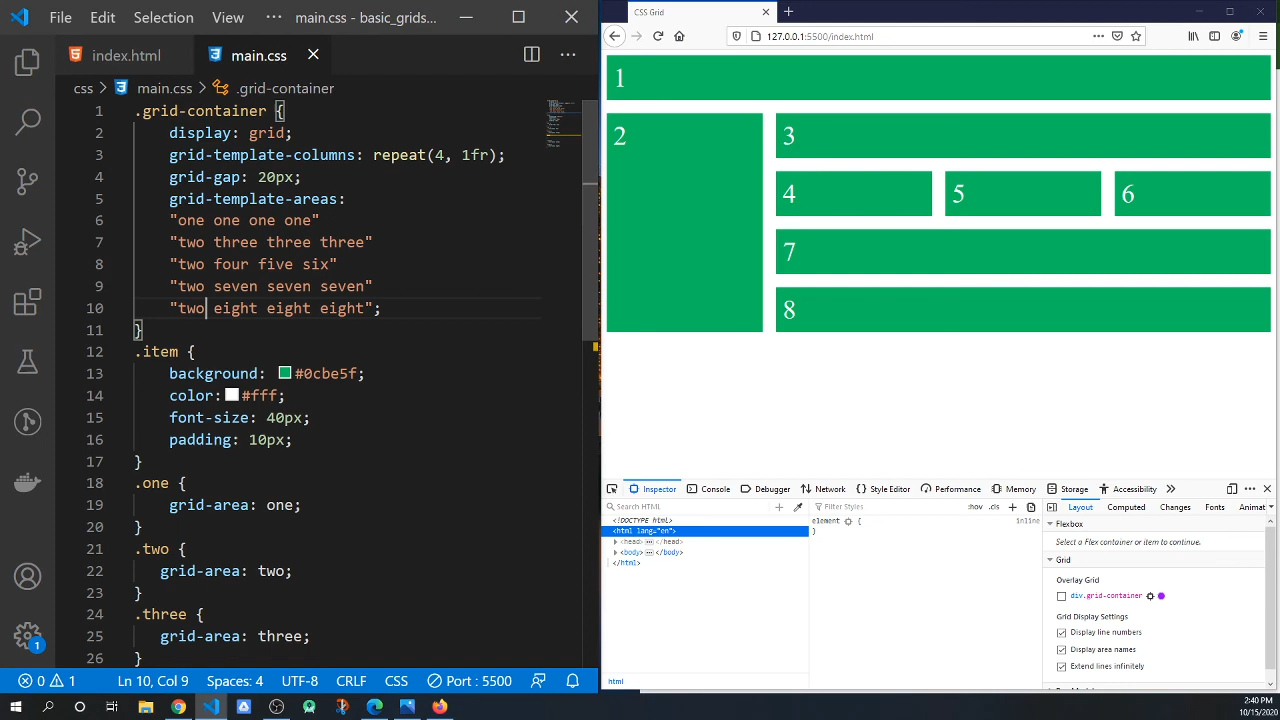 File Edit Selection View ··· main.css - basic_grids...
index.html main.css
css > main.css > .grid-container
1 .grid-container {
2 display: grid;
3 grid-template-columns: repeat(4, 1fr);
4 grid-gap: 20px;
5 grid-template-areas:
6 "one one one one"
7 "two three three three"
8 "two four five six"
9 "two seven seven seven"
10 "two eight eight eight";
11 }
12 .item {
13 background: #0cbe5f;
14 color: #fff;
15 font-size: 40px;
16 padding: 10px;
17 }
18 .one {
19 grid-area: one;
20 }
21 .two {
22 grid-area: two;
23 }
24 .three {
25 grid-area: three;
26 }
1
0 1 Ln 10, Col 9 Spaces: 4 UTF-8 CRLF CSS Port : 5500
CSS Grid
127.0.0.1:5500/index.html
1
2
3
4 5 6
7
8
Inspector Console Debugger Network {} Style Editor Performance Memory Storage Accessibility
Search HTML
<!DOCTYPE html>
<html lang="en">
<head> ··· </head>
<body> ··· </body>
</html>
html
Filter Styles :hov .cls
element { inline
}
Layout Computed Changes Fonts Animat
Flexbox
Select a Flex container or item to continue.
Grid
Overlay Grid
div.grid-container
Grid Display Settings
Display line numbers
Display area names
Extend lines infinitely
2:40 PM
10/15/2020